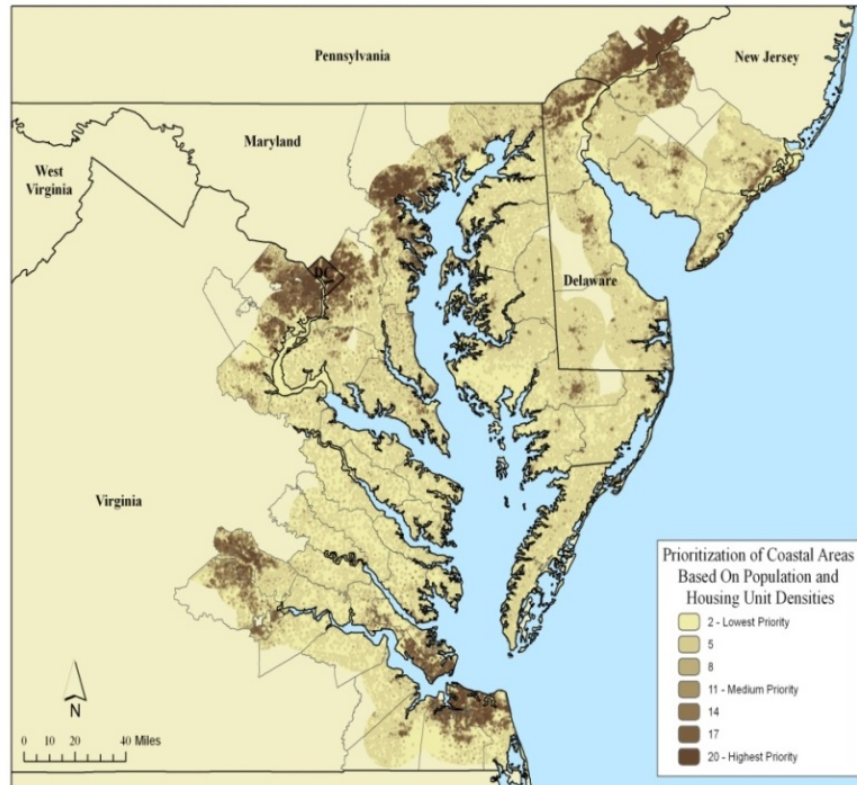 Pennsylvania
New Jersey
Maryland
West
Virginia
DC
Delaware
Virginia
Prioritization of Coastal Areas
Based On Population and
Housing Unit Densities
2 - Lowest Priority
5
8
11 - Medium Priority
14
17
20 - Highest Priority
N
0 10 20 40 Miles